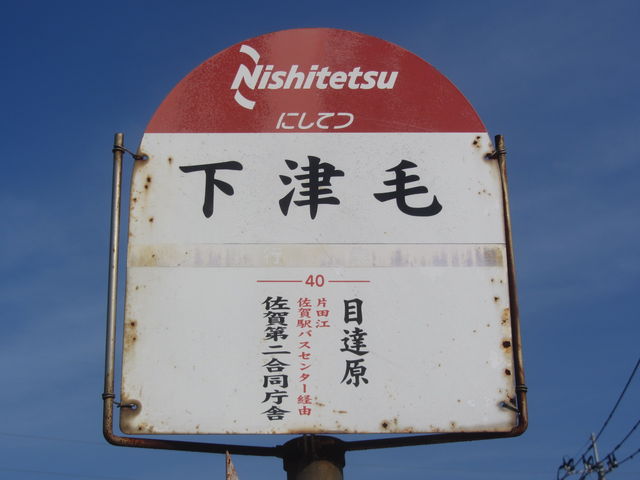 Nishitetsu
にしてつ
下津毛
40
目達原
片田江
佐賀駅バスセンター経由
佐賀第二合同庁舎